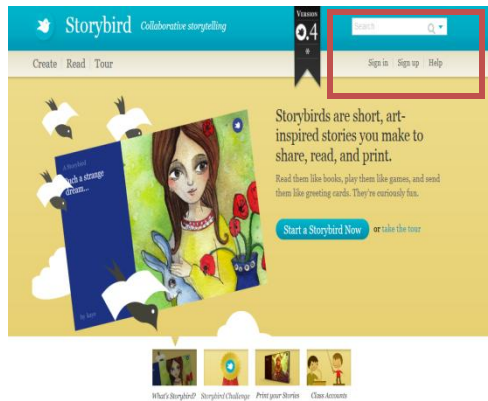 Storybird Collaborative storytelling
VERSION
0.4
Search
Create Read Tour
Sign in Sign up Help
A Storybird
Such a strange
dream...
by kayo
Storybirds are short, art-
inspired stories you make to
share, read, and print.
Read them like books, play them like games, and send
them like greeting cards. They're curiously fun.
Start a Storybird Now or take the tour
What's Storybird? Storybird Challenge Print your Stories Class Accounts